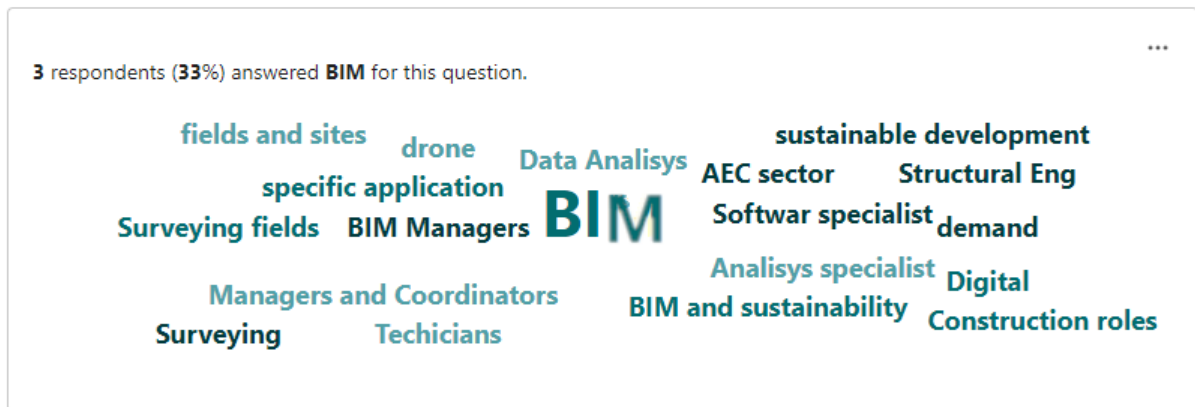 ...
3 respondents (33%) answered BIM for this question.
fields and sites
drone
sustainable development
Data Analisys
AEC sector
Structural Eng
specific application
BIM
Softwar specialist
Surveying fields
BIM Managers
demand
Analisys specialist
Digital
Managers and Coordinators
BIM and sustainability
Construction roles
Surveying
Techicians